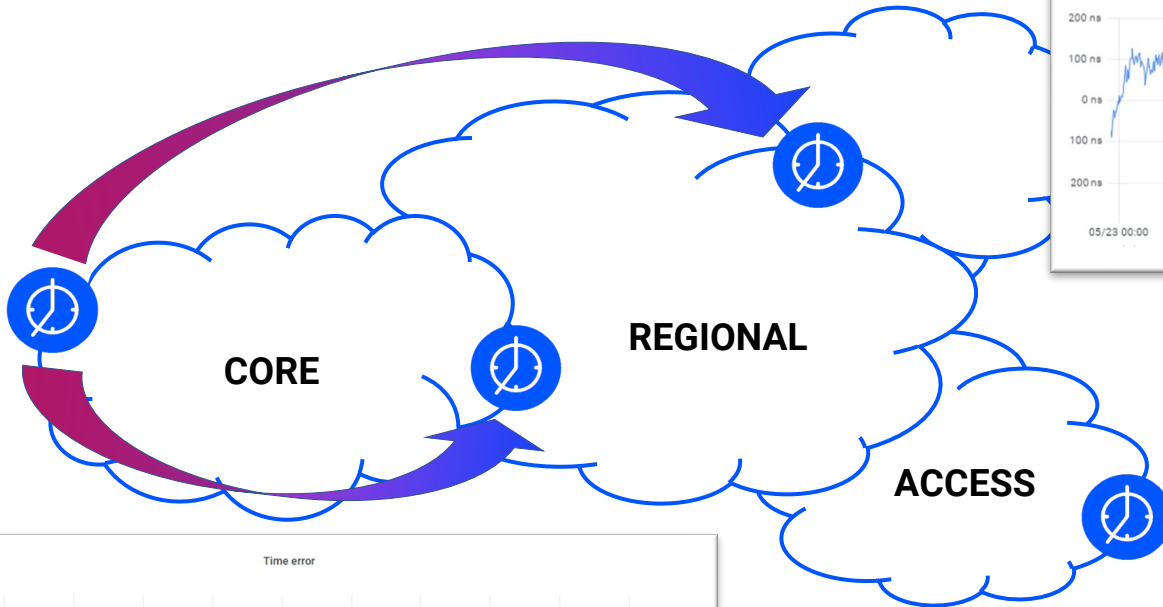 200 ns
100 ns
0 ns
100 ns
200 ns
05/23 00:00
REGIONAL
CORE
ACCESS
Time error